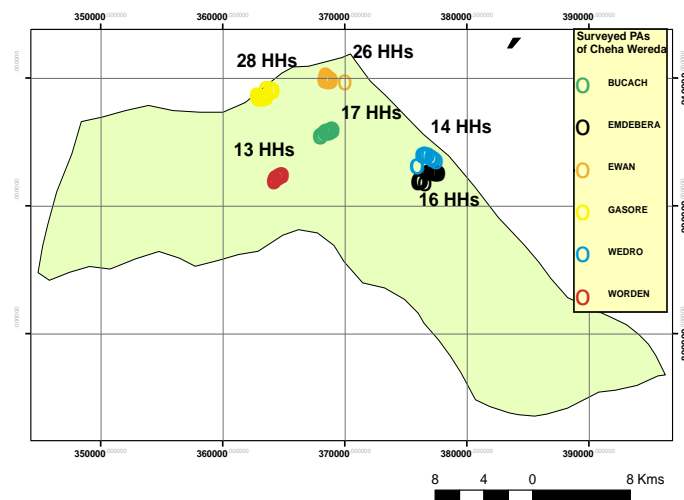 350000 360000 370000 380000 390000
Surveyed PAs
of Cheha Wereda
BUCACH
EMDEBERA
EWAN
GASORE
WEDRO
WORDEN
26 HHs
28 HHs
17 HHs
14 HHs
13 HHs
16 HHs
350000 360000 370000 380000 390000
8 4 0 8 Kms